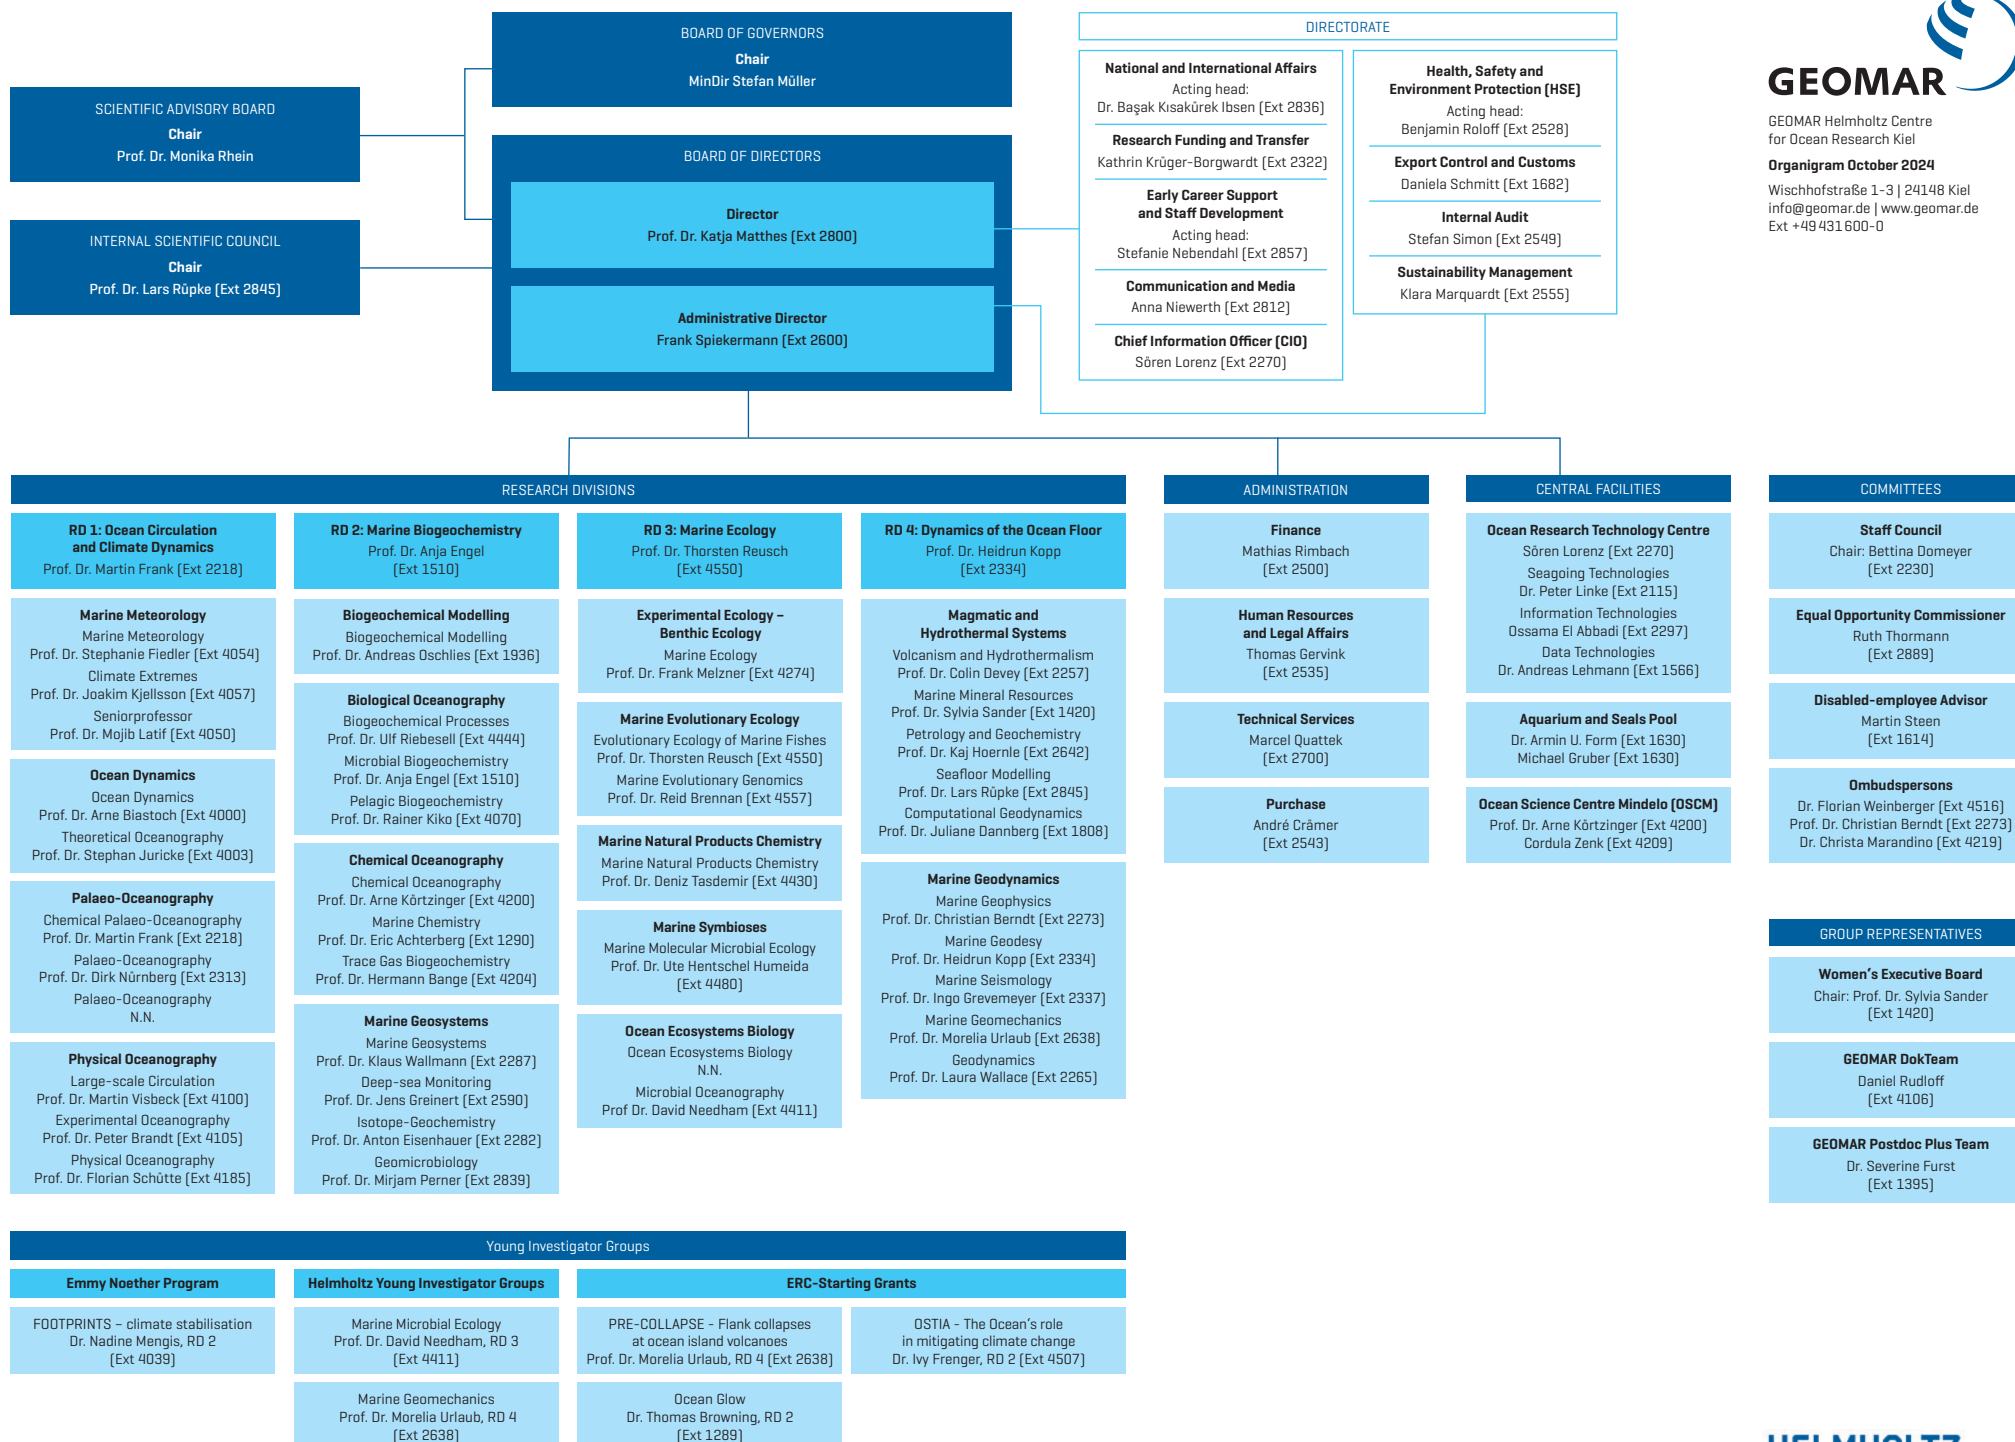 BOARD OF GOVERNORS
Chair
MinDir Stefan Müller
SCIENTIFIC ADVISORY BOARD
Chair
Prof. Dr. Monika Rhein
INTERNAL SCIENTIFIC COUNCIL
Chair
Prof. Dr. Lars Rüpke (Ext 2845)
BOARD OF DIRECTORS
Director
Prof. Dr. Katja Matthes (Ext 2800)
Administrative Director
Frank Spiekermann (Ext 2600)
DIRECTORATE
National and International Affairs
Acting head:
Dr. Başak Kısakürek Ibsen (Ext 2836)
Research Funding and Transfer
Kathrin Krüger-Borgwardt (Ext 2322)
Early Career Support
and Staff Development
Acting head:
Stefanie Nebendahl (Ext 2857)
Communication and Media
Anna Niewerth (Ext 2812)
Chief Information Officer (CIO)
Sören Lorenz (Ext 2270)
Health, Safety and
Environment Protection (HSE)
Acting head:
Benjamin Roloff (Ext 2528)
Export Control and Customs
Daniela Schmitt (Ext 1682)
Internal Audit
Stefan Simon (Ext 2549)
Sustainability Management
Klara Marquardt (Ext 2555)
GEOMAR
GEOMAR Helmholtz Centre
for Ocean Research Kiel
Organigram October 2024
Wischhofstraße 1-3 | 24148 Kiel
info@geomar.de | www.geomar.de
Ext +49 431 600-0
RESEARCH DIVISIONS
RD 1: Ocean Circulation
and Climate Dynamics
Prof. Dr. Martin Frank (Ext 2218)
Marine Meteorology
Marine Meteorology
Prof. Dr. Stephanie Fiedler (Ext 4054)
Climate Extremes
Prof. Dr. Joakim Kjellsson (Ext 4057)
Seniorprofessor
Prof. Dr. Mojib Latif (Ext 4050)
Ocean Dynamics
Ocean Dynamics
Prof. Dr. Arne Biastoch (Ext 4000)
Theoretical Oceanography
Prof. Dr. Stephan Juricke (Ext 4003)
Palaeo-Oceanography
Chemical Palaeo-Oceanography
Prof. Dr. Martin Frank (Ext 2218)
Palaeo-Oceanography
Prof. Dr. Dirk Nürnberg (Ext 2313)
Palaeo-Oceanography
N.N.
Physical Oceanography
Large-scale Circulation
Prof. Dr. Martin Visbeck (Ext 4100)
Experimental Oceanography
Prof. Dr. Peter Brandt (Ext 4105)
Physical Oceanography
Prof. Dr. Florian Schütte (Ext 4185)
RD 2: Marine Biogeochemistry
Prof. Dr. Anja Engel
(Ext 1510)
Biogeochemical Modelling
Biogeochemical Modelling
Prof. Dr. Andreas Oschlies (Ext 1936)
Biological Oceanography
Biogeochemical Processes
Prof. Dr. Ulf Riebesell (Ext 4444)
Microbial Biogeochemistry
Prof. Dr. Anja Engel (Ext 1510)
Pelagic Biogeochemistry
Prof. Dr. Rainer Kiko (Ext 4070)
Chemical Oceanography
Chemical Oceanography
Prof. Dr. Arne Körtzinger (Ext 4200)
Marine Chemistry
Prof. Dr. Eric Achterberg (Ext 1290)
Trace Gas Biogeochemistry
Prof. Dr. Hermann Bange (Ext 4204)
Marine Geosystems
Marine Geosystems
Prof. Dr. Klaus Wallmann (Ext 2287)
Deep-sea Monitoring
Prof. Dr. Jens Greinert (Ext 2590)
Isotope-Geochemistry
Prof. Dr. Anton Eisenhauer (Ext 2282)
Geomicrobiology
Prof. Dr. Mirjam Perner (Ext 2839)
RD 3: Marine Ecology
Prof. Dr. Thorsten Reusch
(Ext 4550)
Experimental Ecology –
Benthic Ecology
Marine Ecology
Prof. Dr. Frank Melzner (Ext 4274)
Marine Evolutionary Ecology
Evolutionary Ecology of Marine Fishes
Prof. Dr. Thorsten Reusch (Ext 4550)
Marine Evolutionary Genomics
Prof. Dr. Reid Brennan (Ext 4557)
Marine Natural Products Chemistry
Marine Natural Products Chemistry
Prof. Dr. Deniz Tasdemir (Ext 4430)
Marine Symbioses
Marine Molecular Microbial Ecology
Prof. Dr. Ute Hentschel Humeida
(Ext 4480)
Ocean Ecosystems Biology
Ocean Ecosystems Biology
N.N.
Microbial Oceanography
Prof Dr. David Needham (Ext 4411)
RD 4: Dynamics of the Ocean Floor
Prof. Dr. Heidrun Kopp
(Ext 2334)
Magmatic and
Hydrothermal Systems
Volcanism and Hydrothermalism
Prof. Dr. Colin Devey (Ext 2257)
Marine Mineral Resources
Prof. Dr. Sylvia Sander (Ext 1420)
Petrology and Geochemistry
Prof. Dr. Kaj Hoernle (Ext 2642)
Seafloor Modelling
Prof. Dr. Lars Rüpke (Ext 2845)
Computational Geodynamics
Prof. Dr. Juliane Dannberg (Ext 1808)
Marine Geodynamics
Marine Geophysics
Prof. Dr. Christian Berndt (Ext 2273)
Marine Geodesy
Prof. Dr. Heidrun Kopp (Ext 2334)
Marine Seismology
Prof. Dr. Ingo Grevemeyer (Ext 2337)
Marine Geomechanics
Prof. Dr. Morelia Urlaub (Ext 2638)
Geodynamics
Prof. Dr. Laura Wallace (Ext 2265)
ADMINISTRATION
Finance
Mathias Rimbach
(Ext 2500)
Human Resources
and Legal Affairs
Thomas Gervink
(Ext 2535)
Technical Services
Marcel Quattek
(Ext 2700)
Purchase
André Crämer
(Ext 2543)
CENTRAL FACILITIES
Ocean Research Technology Centre
Sören Lorenz (Ext 2270)
Seagoing Technologies
Dr. Peter Linke (Ext 2115)
Information Technologies
Ossama El Abbadi (Ext 2297)
Data Technologies
Dr. Andreas Lehmann (Ext 1566)
Aquarium and Seals Pool
Dr. Armin U. Form (Ext 1630)
Michael Gruber (Ext 1630)
Ocean Science Centre Mindelo (OSCM)
Prof. Dr. Arne Körtzinger (Ext 4200)
Cordula Zenk (Ext 4209)
COMMITTEES
Staff Council
Chair: Bettina Domeyer
(Ext 2230)
Equal Opportunity Commissioner
Ruth Thormann
(Ext 2889)
Disabled-employee Advisor
Martin Steen
(Ext 1614)
Ombudspersons
Dr. Florian Weinberger (Ext 4516)
Prof. Dr. Christian Berndt (Ext 2273)
Dr. Christa Marandino (Ext 4219)
GROUP REPRESENTATIVES
Women's Executive Board
Chair: Prof. Dr. Sylvia Sander
(Ext 1420)
GEOMAR DokTeam
Daniel Rudloff
(Ext 4106)
GEOMAR Postdoc Plus Team
Dr. Severine Furst
(Ext 1395)
Young Investigator Groups
Emmy Noether Program
FOOTPRINTS – climate stabilisation
Dr. Nadine Mengis, RD 2
(Ext 4039)
Helmholtz Young Investigator Groups
Marine Microbial Ecology
Prof. Dr. David Needham, RD 3
(Ext 4411)
Marine Geomechanics
Prof. Dr. Morelia Urlaub, RD 4
(Ext 2638)
ERC-Starting Grants
PRE-COLLAPSE - Flank collapses
at ocean island volcanoes
Prof. Dr. Morelia Urlaub, RD 4 (Ext 2638)
Ocean Glow
Dr. Thomas Browning, RD 2
(Ext 1289)
OSTIA - The Ocean's role
in mitigating climate change
Dr. Ivy Frenger, RD 2 (Ext 4507)
HELMHOLTZ